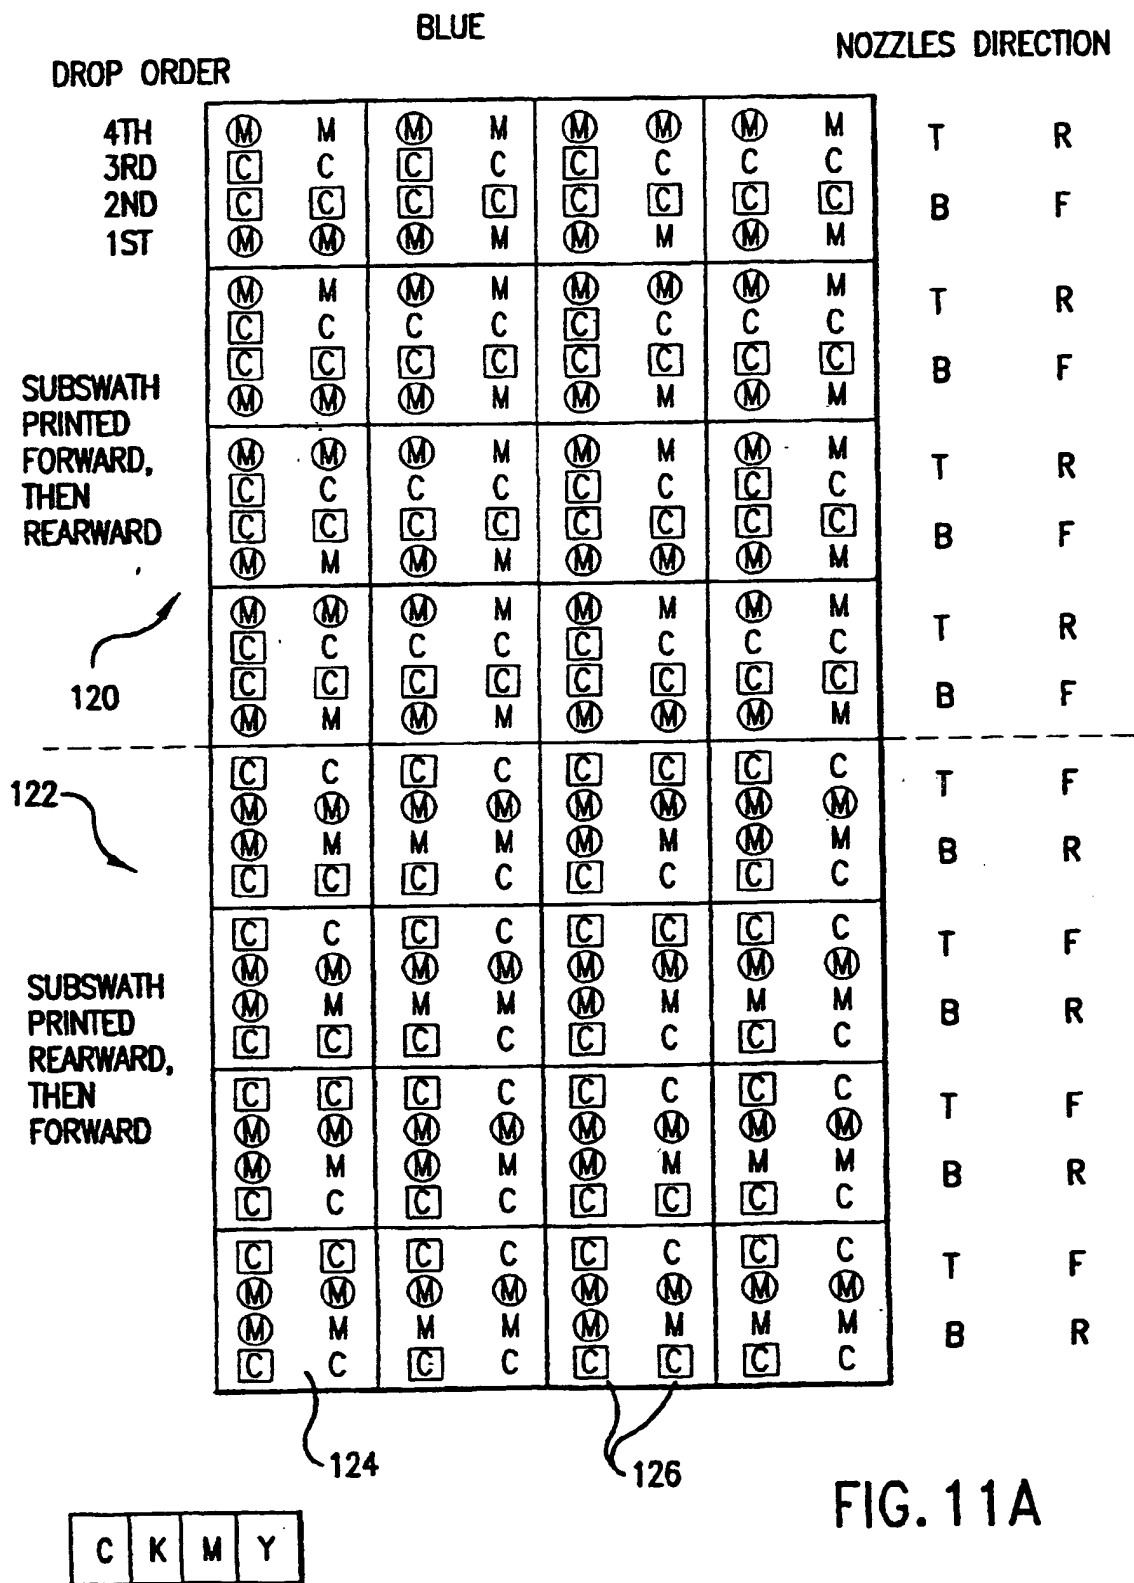 BLUE
NOZZLES DIRECTION
DROP ORDER
4TH M M M M M M M M T R
3RD C C C C C C C C
2ND C C C C C C C C B F
1ST M M M M M M M M
M M M M M M M M T R
C C C C C C C C
C C C C C C C C B F
M M M M M M M M
SUBSWATH
PRINTED
FORWARD,
THEN
REARWARD
M M M M M M M M T R
C C C C C C C C
C C C C C C C C B F
M M M M M M M M
M M M M M M M M T R
C C C C C C C C
C C C C C C C C B F
M M M M M M M M
120
122
C C C C C C C C T F
M M M M M M M M
M M M M M M M M B R
C C C C C C C C
C C C C C C C C T F
M M M M M M M M
M M M M M M M M B R
C C C C C C C C
SUBSWATH
PRINTED
REARWARD,
THEN
FORWARD
C C C C C C C C T F
M M M M M M M M
M M M M M M M M B R
C C C C C C C C
C C C C C C C C T F
M M M M M M M M
M M M M M M M M B R
C C C C C C C C
124
126
FIG. 11A
C K M Y